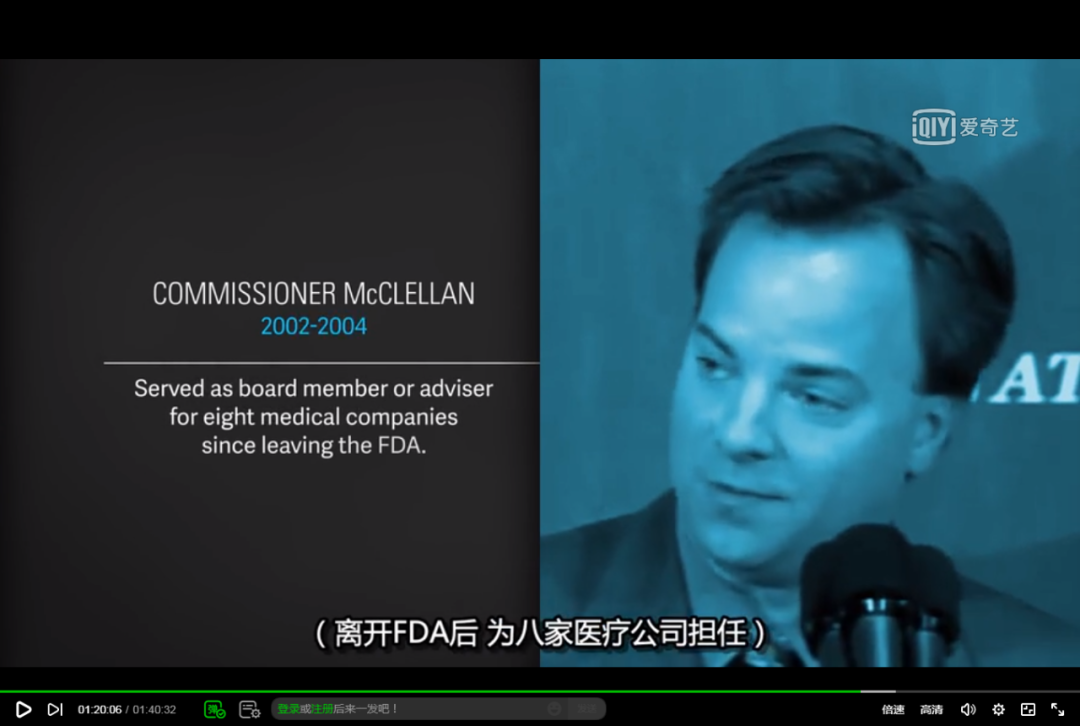 iQIYI 爱奇艺
COMMISSIONER McCLELLAN
2002-2004
AT
Served as board member or adviser
for eight medical companies
since leaving the FDA.
（离开FDA后 为八家医疗公司担任）
01:20:06 / 01:40:32
弹
登录或注册后来一发吧！
倍速
高清